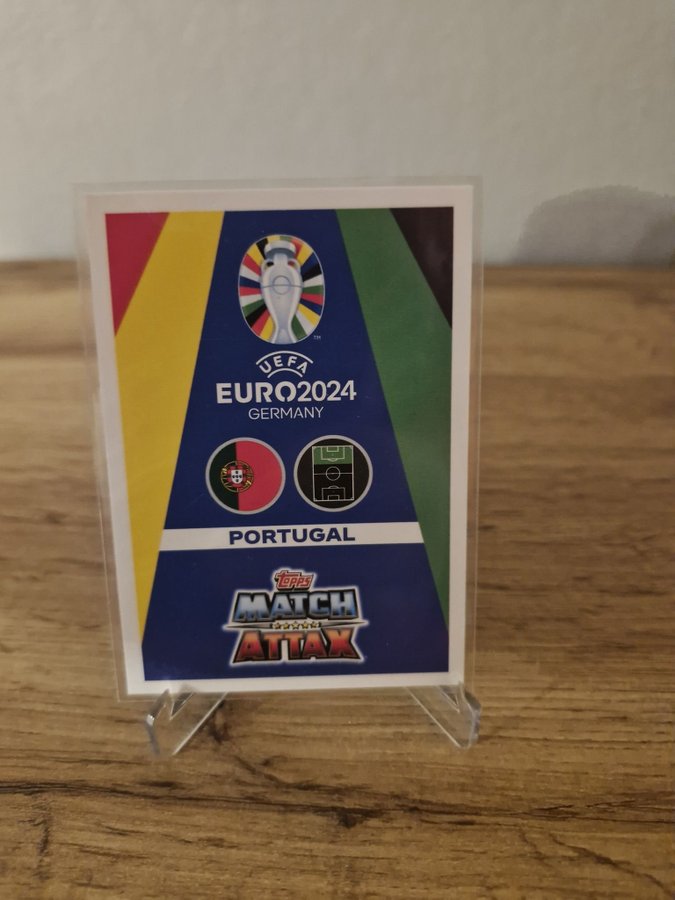 UEFA
EURO2024
GERMANY
PORTUGAL
Topps
MATCH
ATTAX